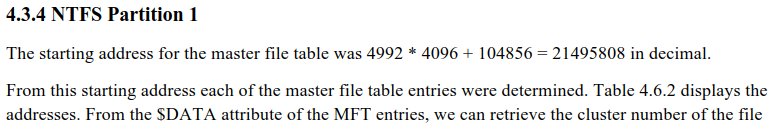 4.3.4 NTFS Partition 1
The starting address for the master file table was 4992 * 4096 + 104856 = 21495808 in decimal.
From this starting address each of the master file table entries were determined. Table 4.6.2 displays the
addresses. From the $DATA attribute of the MFT entries, we can retrieve the cluster number of the file